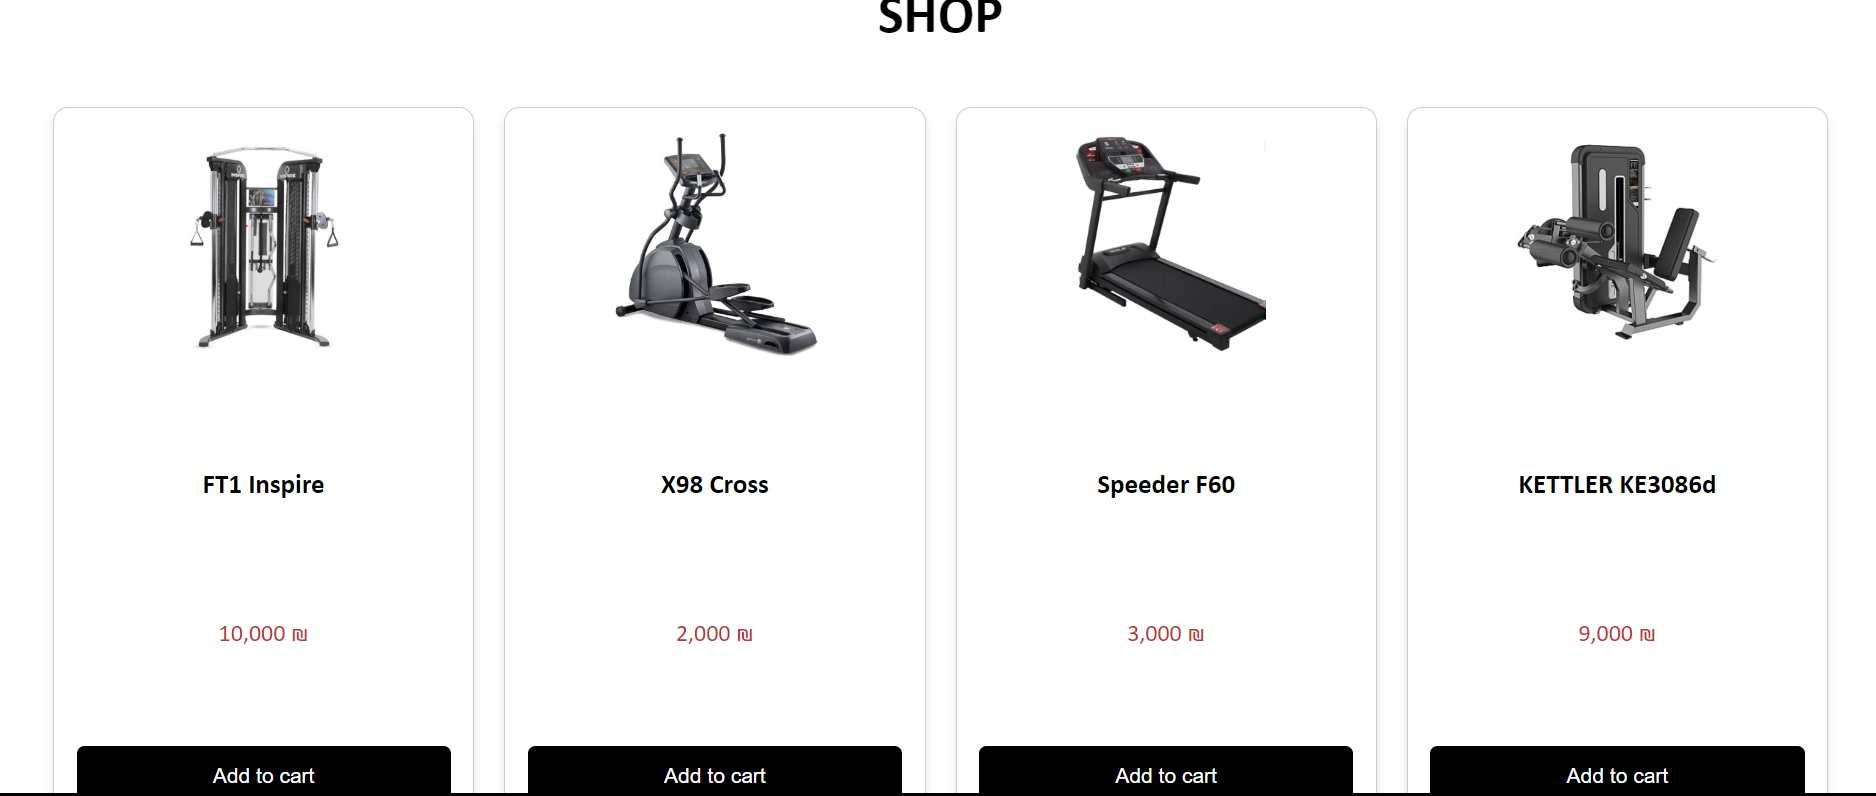 SHOP
FT1 Inspire
X98 Cross
Speeder F60
KETTLER KE3086d
10,000 ₪
2,000 ₪
3,000 ₪
9,000 ₪
Add to cart
Add to cart
Add to cart
Add to cart